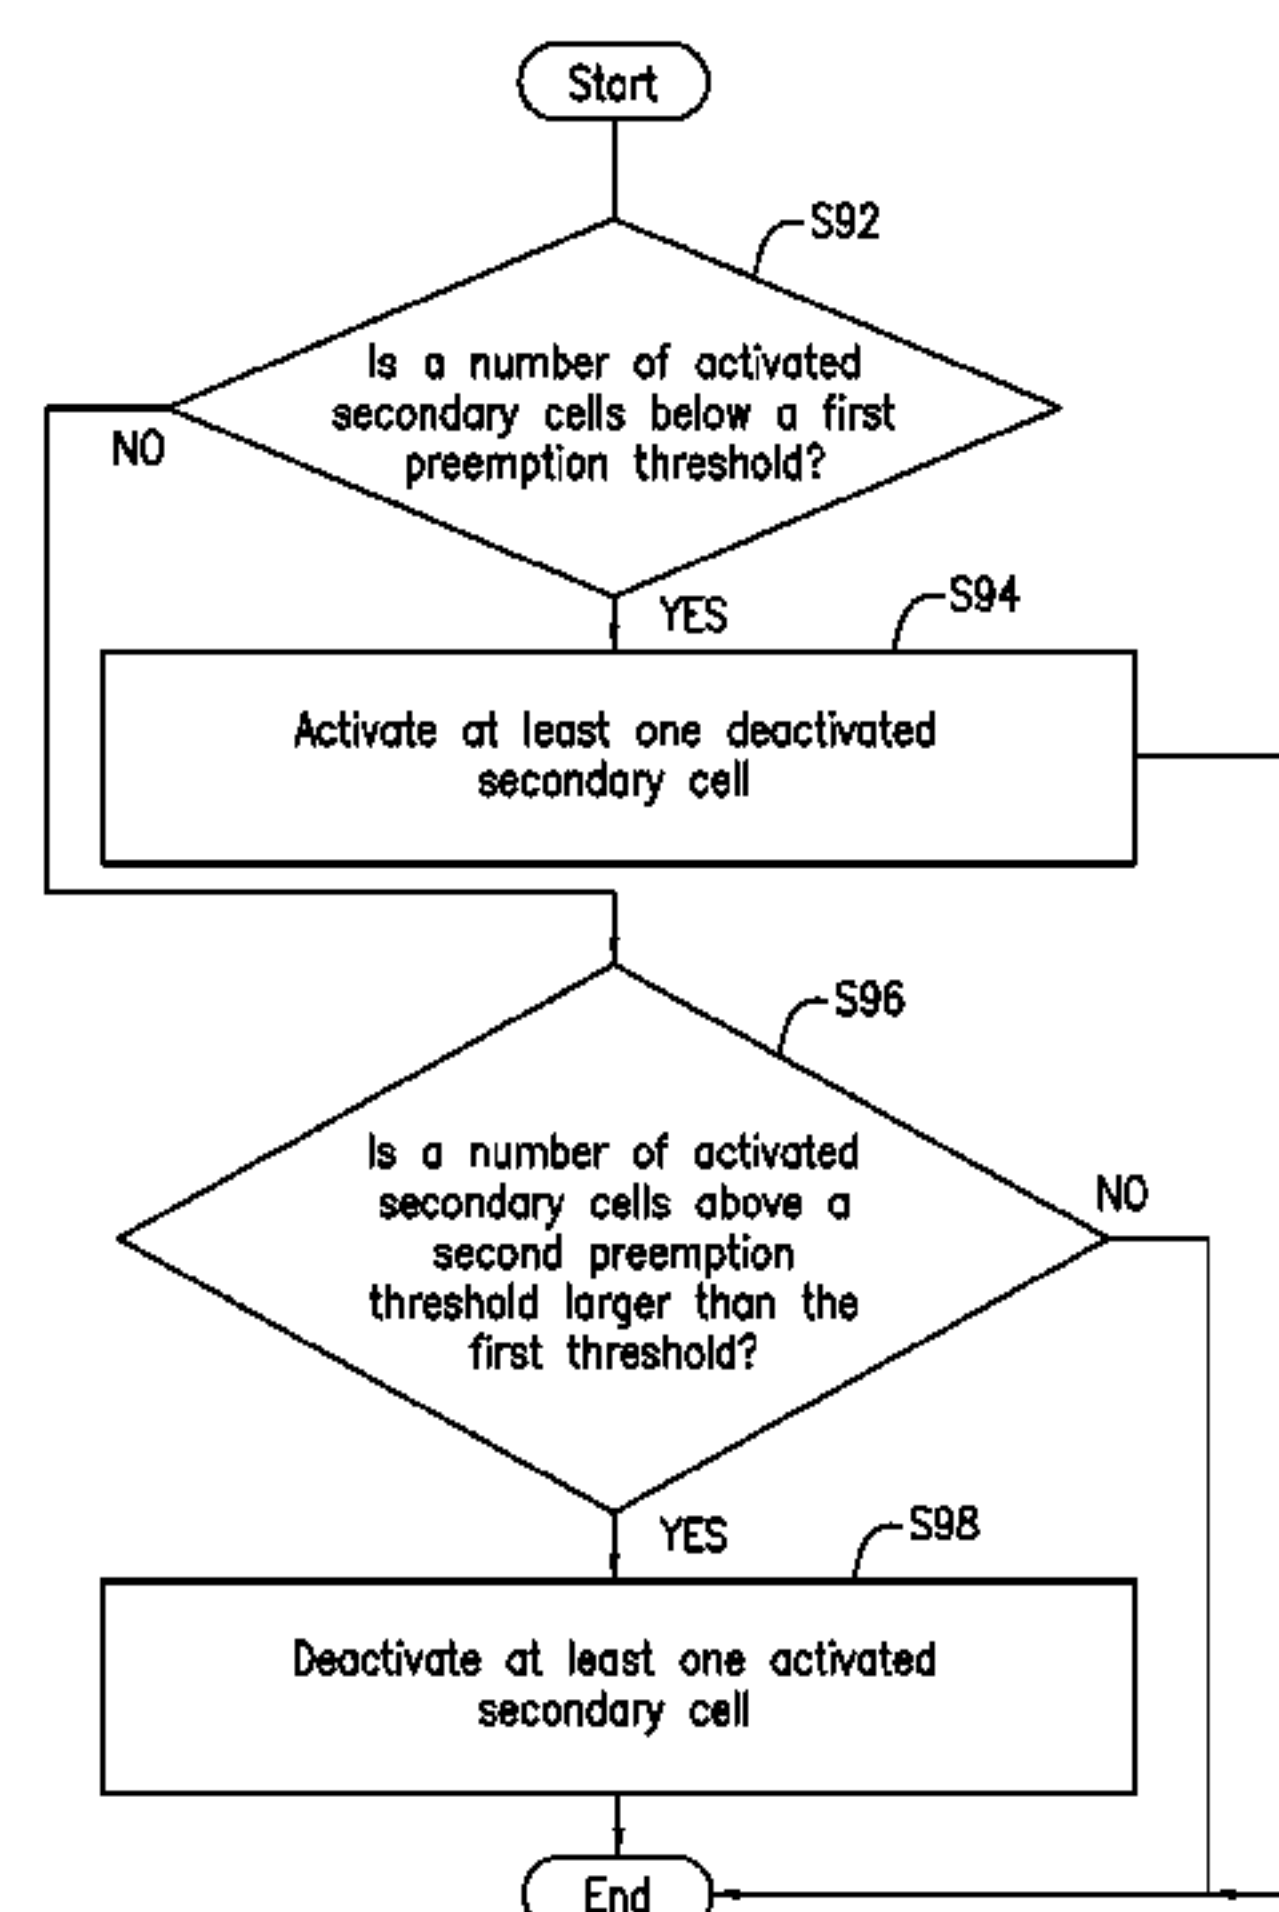 Start
S92
Is a number of activated
secondary cells below a first
preemption threshold?
NO
YES
S94
Activate at least one deactivated
secondary cell
S96
Is a number of activated
secondary cells above a
second preemption
threshold larger than the
first threshold?
NO
YES
S98
Deactivate at least one activated
secondary cell
End